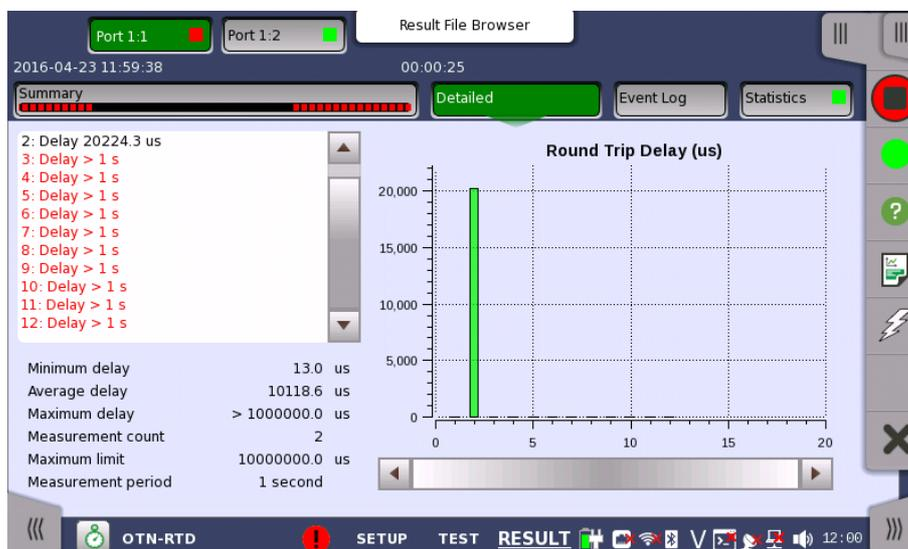 Result File Browser
Port 1:1
Port 1:2
2016-04-23 11:59:38
00:00:25
Summary
Detailed
Event Log
Statistics
2: Delay 20224.3 us
3: Delay > 1 s
4: Delay > 1 s
5: Delay > 1 s
6: Delay > 1 s
7: Delay > 1 s
8: Delay > 1 s
9: Delay > 1 s
10: Delay > 1 s
11: Delay > 1 s
12: Delay > 1 s
Minimum delay 13.0 us
Average delay 10118.6 us
Maximum delay > 1000000.0 us
Measurement count 2
Maximum limit 10000000.0 us
Measurement period 1 second
Round Trip Delay (us)
20,000
15,000
10,000
5,000
0
0 5 10 15 20
OTN-RTD
SETUP TEST RESULT
12:00